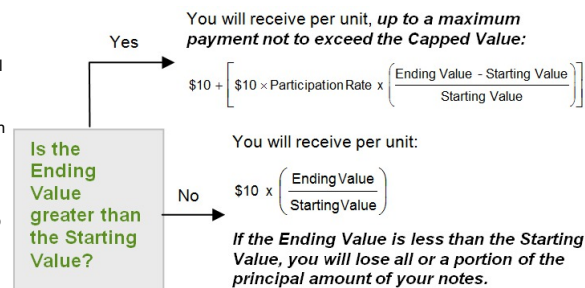 You will receive per unit, up to a maximum
payment not to exceed the Capped Value:
Yes
$10 + [ $10 × Participation Rate x ( Ending Value - Starting Value / Starting Value ) ]
Is the
Ending
Value
greater than
the Starting
Value?
No
You will receive per unit:
$10 x ( Ending Value / Starting Value )
If the Ending Value is less than the Starting
Value, you will lose all or a portion of the
principal amount of your notes.